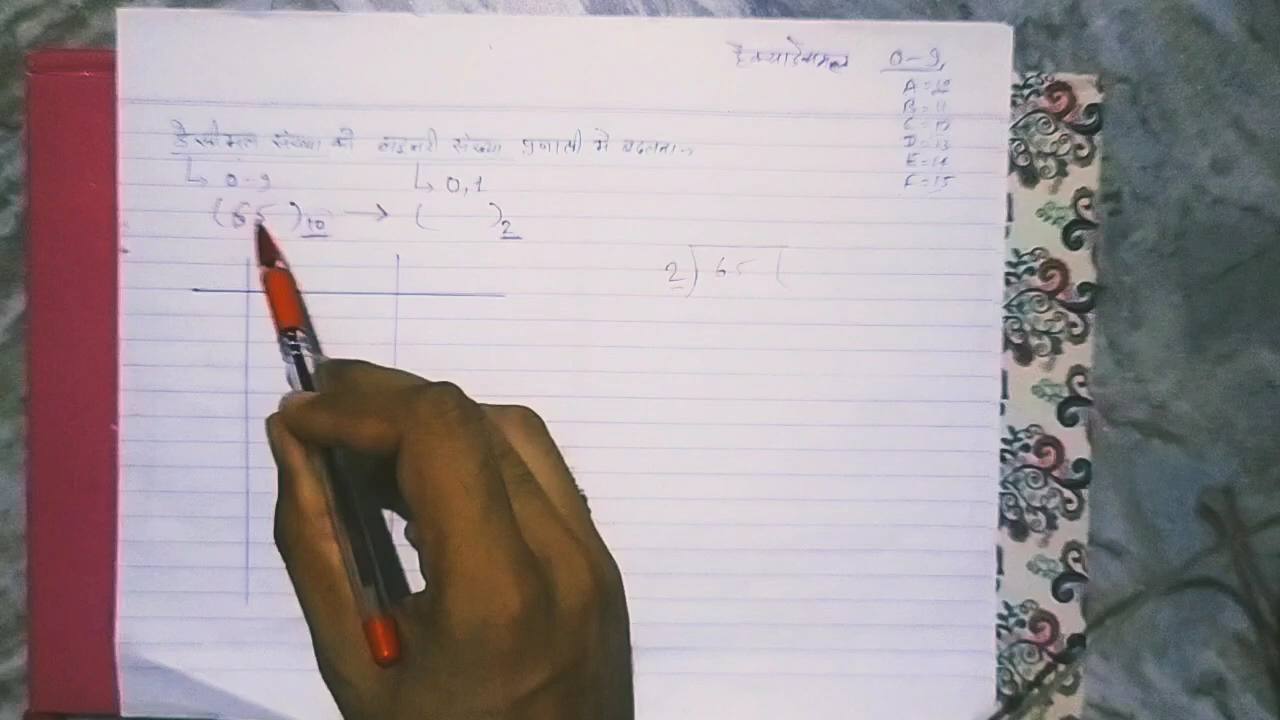 हेक्साडेसीमल 0-9,
A = 10
B = 11
C = 12
D = 13
E = 14
F = 15
डेसीमल संख्या को बाइनरी संख्या प्रणाली में बदलना →
↳ 0-9 ↳ 0,1
(65)10 → ( )2
2) 65 (